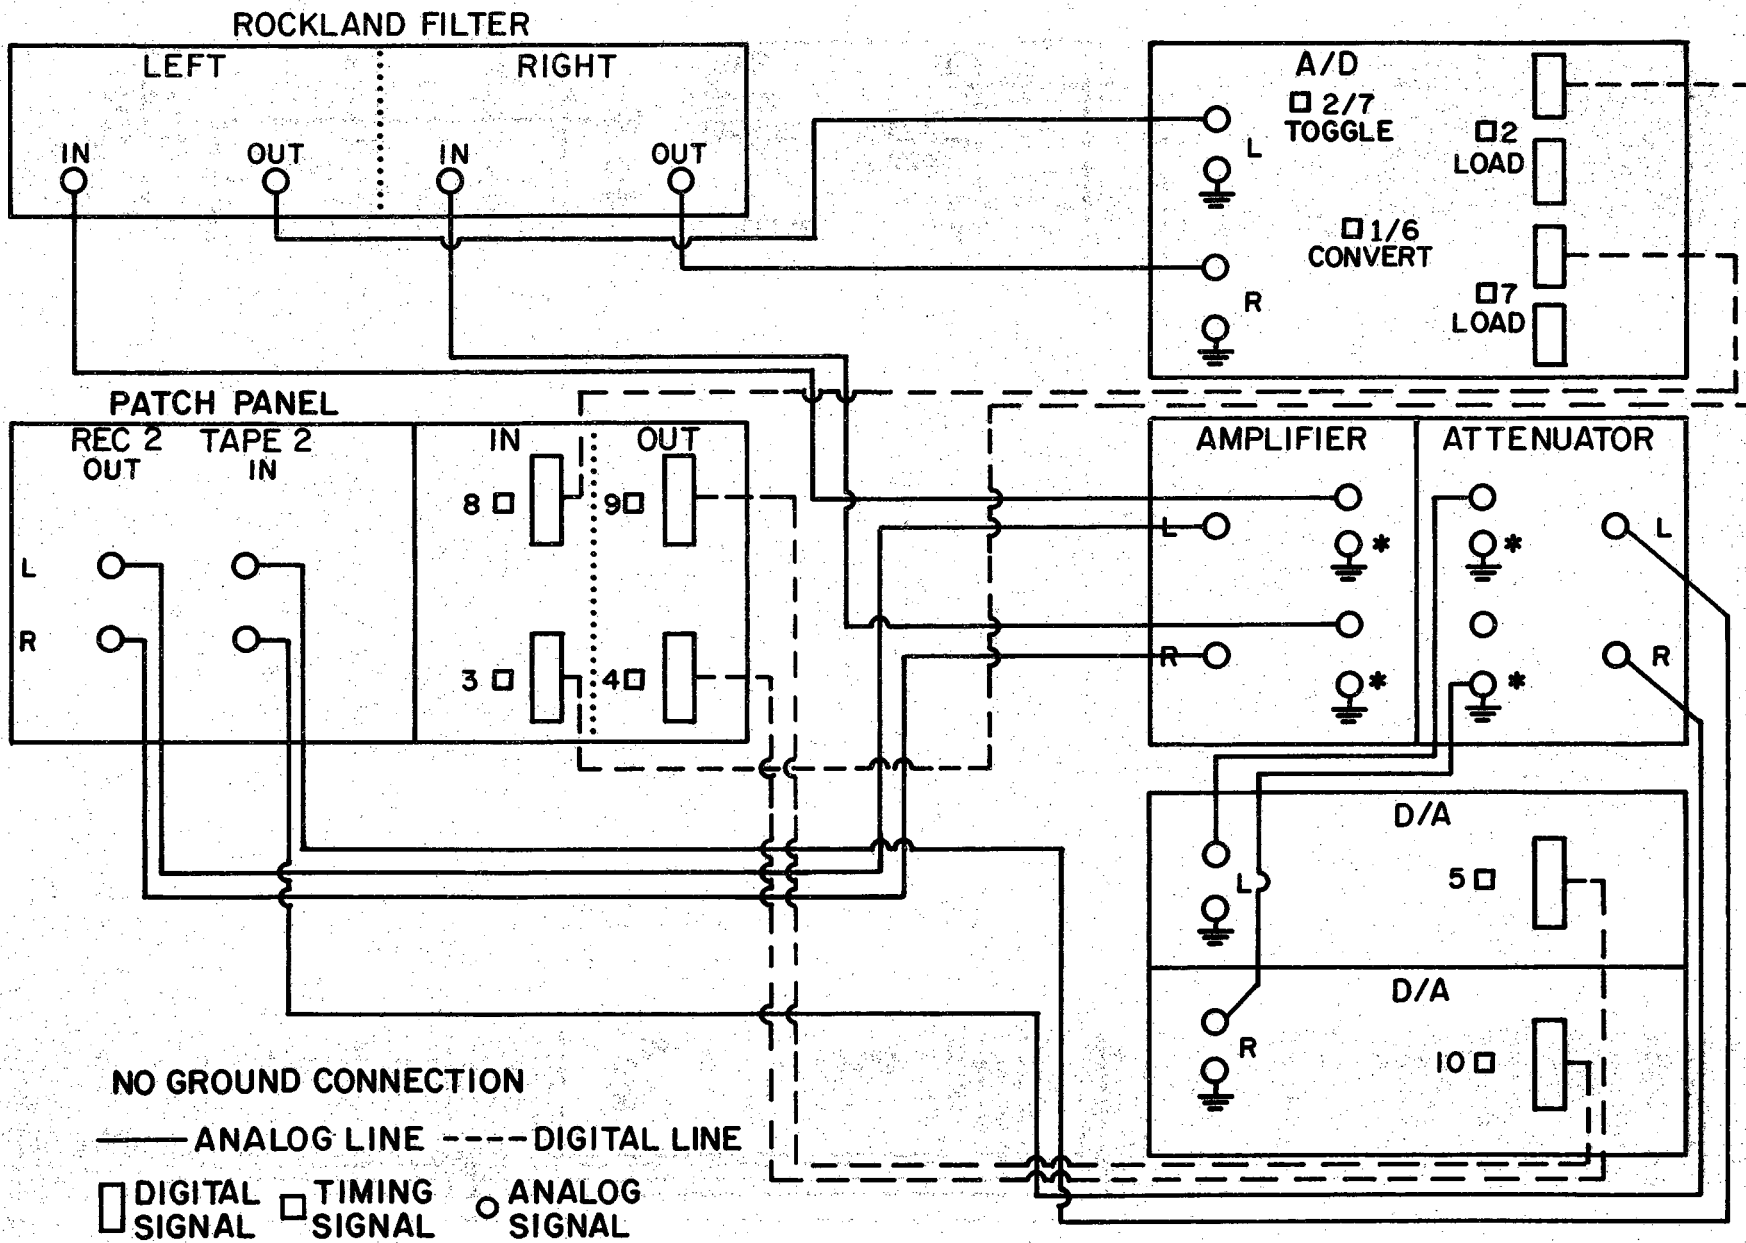 ROCKLAND FILTER
LEFT
RIGHT
IN
OUT
IN
OUT
A/D
2/7
TOGGLE
2
LOAD
L
1/6
CONVERT
7
LOAD
R
PATCH PANEL
REC 2
OUT
TAPE 2
IN
IN
OUT
8
9
L
R
3
4
AMPLIFIER
ATTENUATOR
L
*
*
L
R
*
*
R
D/A
L
5
D/A
R
10
NO GROUND CONNECTION
ANALOG LINE
DIGITAL LINE
DIGITAL
SIGNAL
TIMING
SIGNAL
ANALOG
SIGNAL